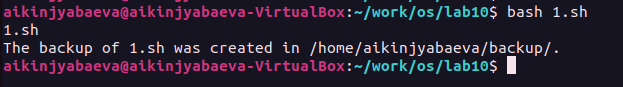 aikinjyabaeva@aikinjyabaeva-VirtualBox:~/work/os/lab10$ bash 1.sh
1.sh
The backup of 1.sh was created in /home/aikinjyabaeva/backup/.
aikinjyabaeva@aikinjyabaeva-VirtualBox:~/work/os/lab10$